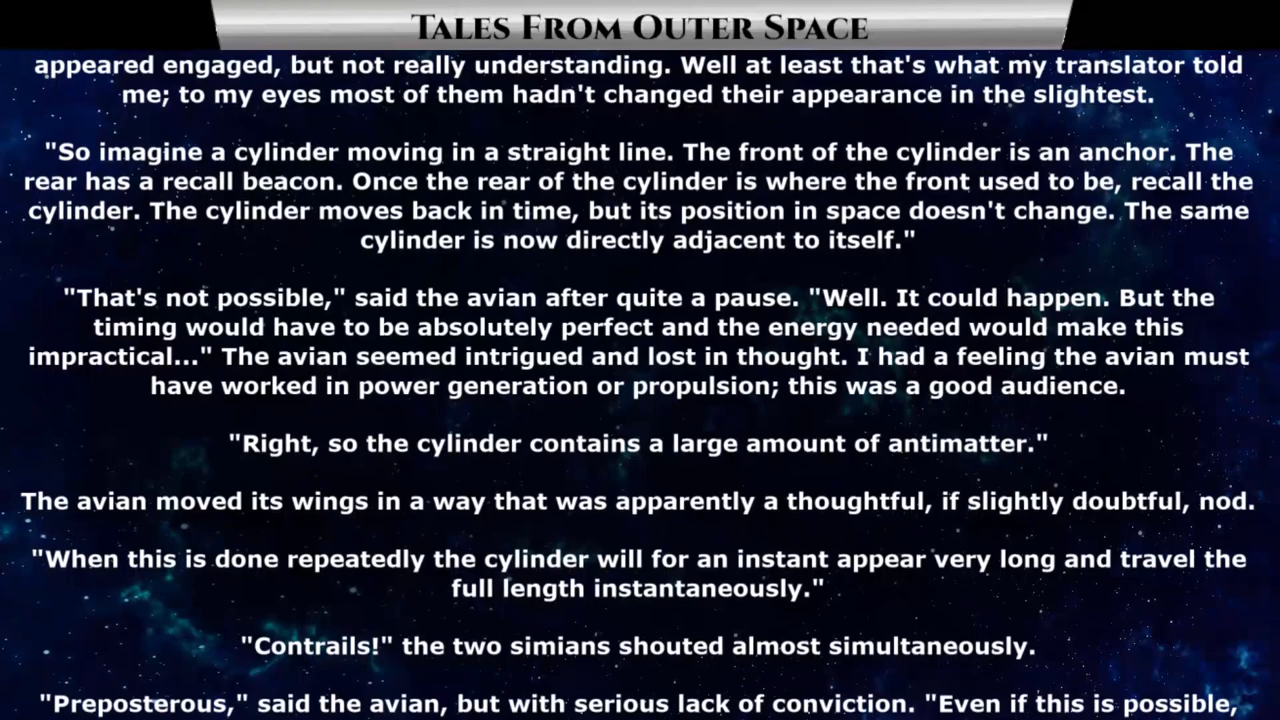 Tales From Outer Space
appeared engaged, but not really understanding. Well at least that's what my translator told
me; to my eyes most of them hadn't changed their appearance in the slightest.
"So imagine a cylinder moving in a straight line. The front of the cylinder is an anchor. The
rear has a recall beacon. Once the rear of the cylinder is where the front used to be, recall the
cylinder. The cylinder moves back in time, but its position in space doesn't change. The same
cylinder is now directly adjacent to itself."
"That's not possible," said the avian after quite a pause. "Well. It could happen. But the
timing would have to be absolutely perfect and the energy needed would make this
impractical..." The avian seemed intrigued and lost in thought. I had a feeling the avian must
have worked in power generation or propulsion; this was a good audience.
"Right, so the cylinder contains a large amount of antimatter."
The avian moved its wings in a way that was apparently a thoughtful, if slightly doubtful, nod.
"When this is done repeatedly the cylinder will for an instant appear very long and travel the
full length instantaneously."
"Contrails!" the two simians shouted almost simultaneously.
"Preposterous," said the avian, but with serious lack of conviction. "Even if this is possible,